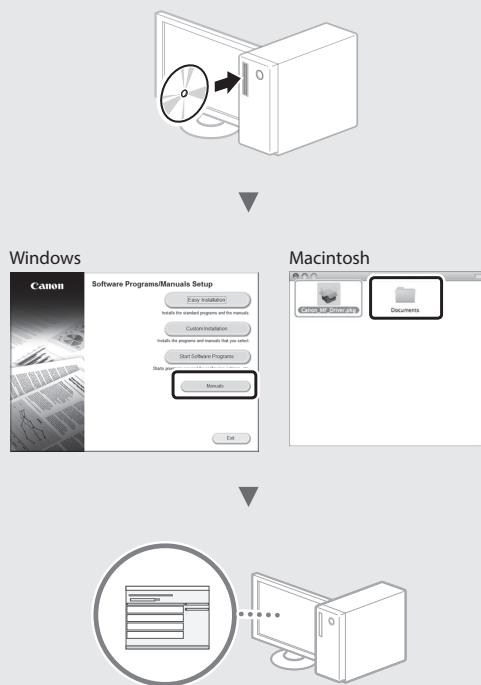 Windows
Macintosh
Canon
Software Programs/Manuals Setup
Easy Installation
Installs the standard programs and the manuals.
Custom Installation
Installs the programs and manuals that you select.
Start Software Programs
Manuals
Exit
Canon_MF_Driver.pkg
Documents